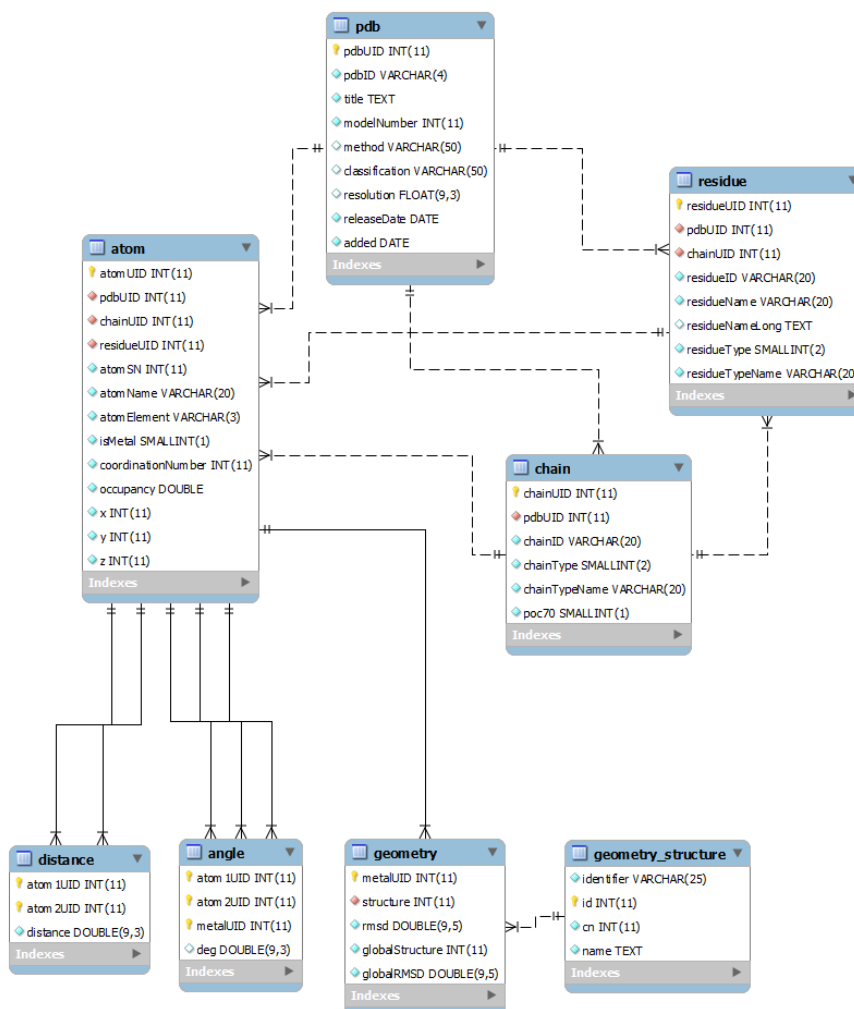 pdb
pdbUID INT(11)
pdbID VARCHAR(4)
title TEXT
modelNumber INT(11)
method VARCHAR(50)
classification VARCHAR(50)
resolution FLOAT(9,3)
releaseDate DATE
added DATE
Indexes
residue
residueUID INT(11)
pdbUID INT(11)
chainUID INT(11)
residueID VARCHAR(20)
residueName VARCHAR(20)
residueNameLong TEXT
residueType SMALLINT(2)
residueTypeName VARCHAR(20
Indexes
atom
atomUID INT(11)
pdbUID INT(11)
chainUID INT(11)
residueUID INT(11)
atomSN INT(11)
atomName VARCHAR(20)
atomElement VARCHAR(3)
isMetal SMALLINT(1)
coordinationNumber INT(11)
occupancy DOUBLE
x INT(11)
y INT(11)
z INT(11)
Indexes
chain
chainUID INT(11)
pdbUID INT(11)
chainID VARCHAR(20)
chainType SMALLINT(2)
chainTypeName VARCHAR(20)
poc70 SMALLINT(1)
Indexes
distance
atom1UID INT(11)
atom2UID INT(11)
distance DOUBLE(9,3)
Indexes
angle
atom1UID INT(11)
atom2UID INT(11)
metalUID INT(11)
deg DOUBLE(9,3)
Indexes
geometry
metalUID INT(11)
structure INT(11)
rmsd DOUBLE(9,5)
globalStructure INT(11)
globalRMSD DOUBLE(9,5)
Indexes
geometry_structure
identifier VARCHAR(25)
id INT(11)
cn INT(11)
name TEXT
Indexes